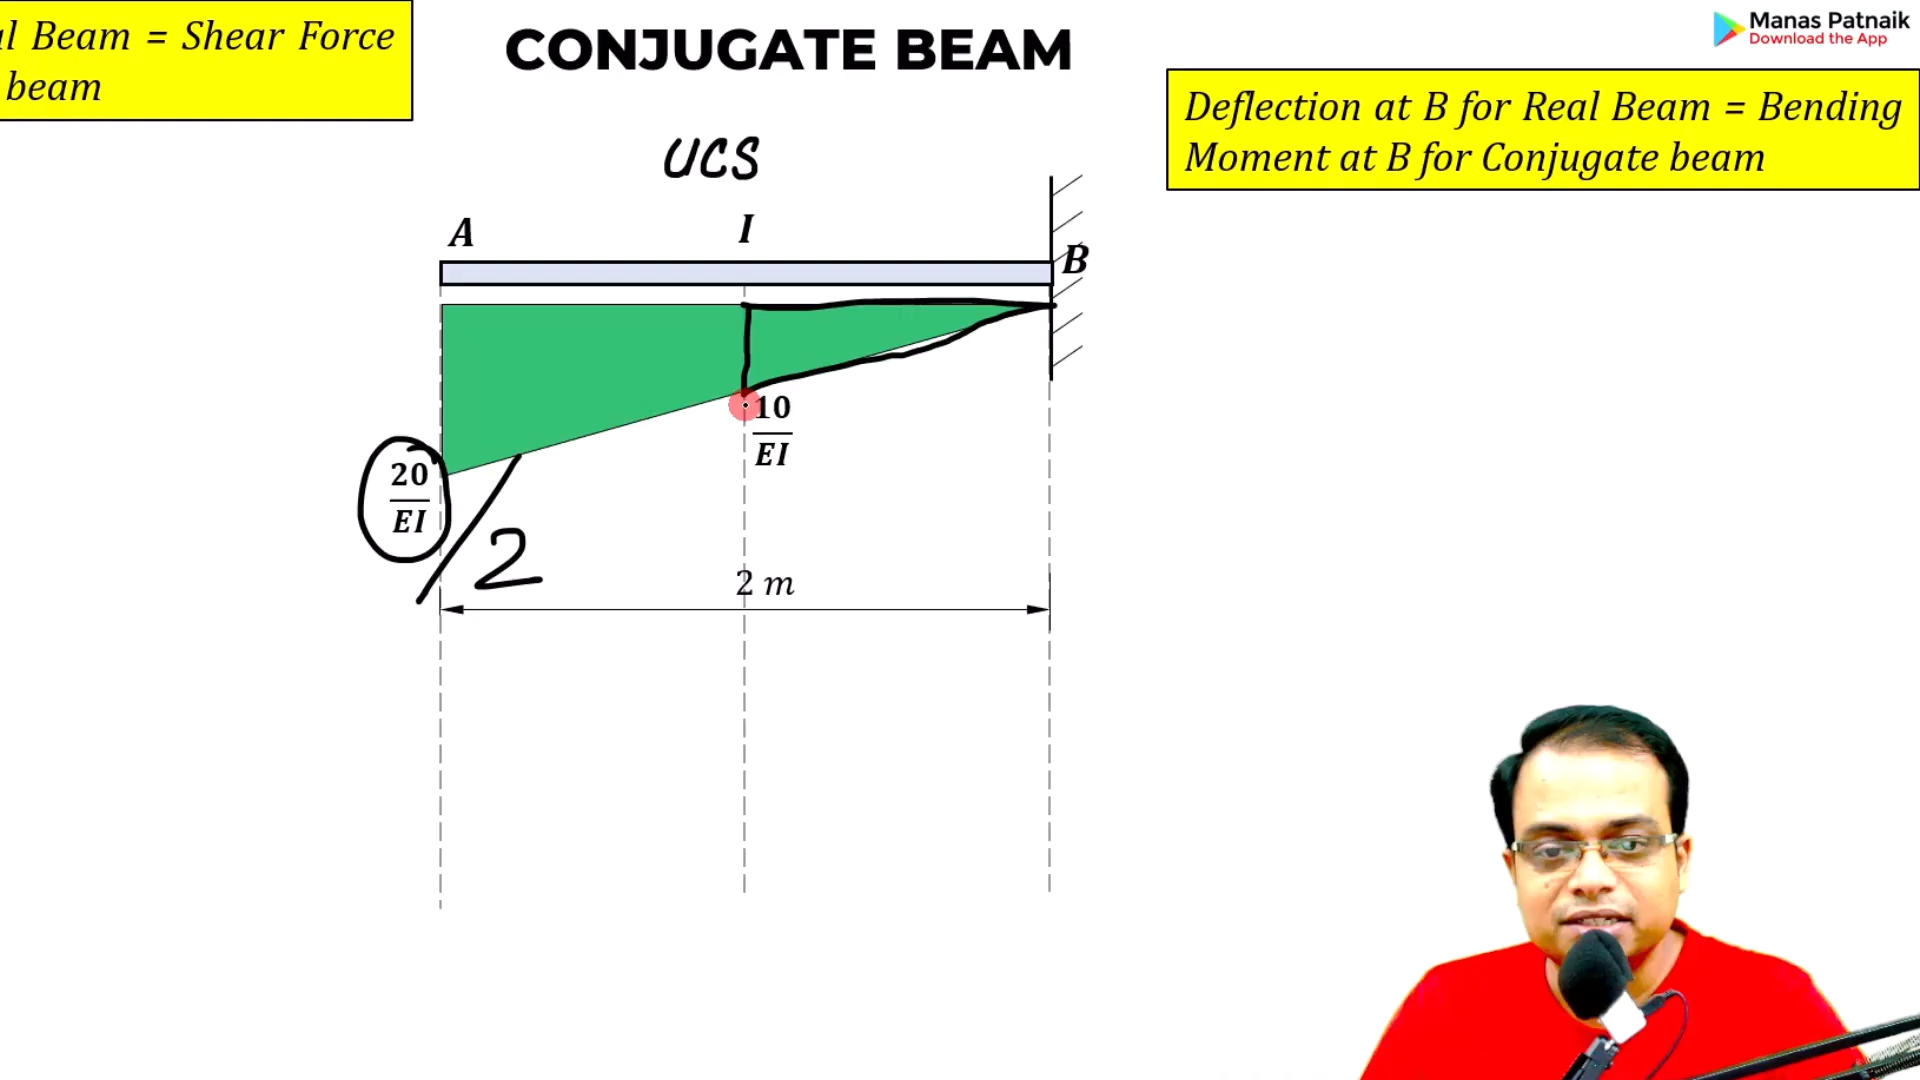 al Beam = Shear Force
beam
CONJUGATE BEAM
Manas Patnaik
Download the App
Deflection at B for Real Beam = Bending
Moment at B for Conjugate beam
UCS
A
I
B
10
EI
20
EI
2
2 m